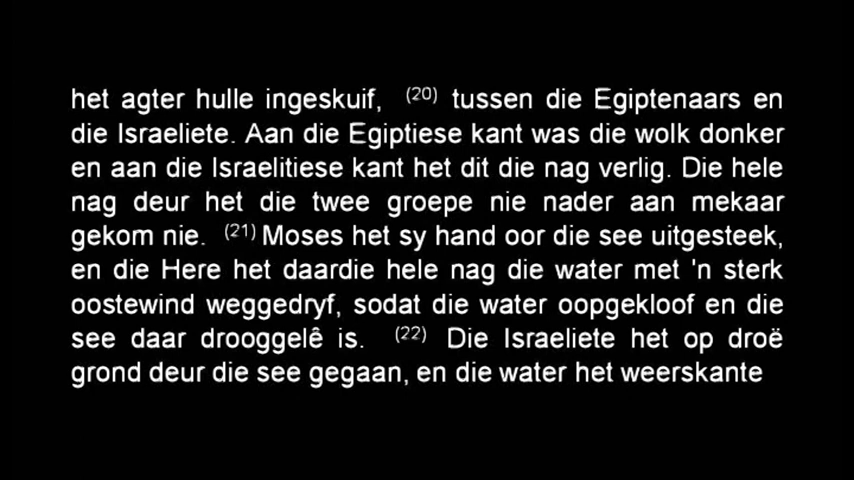 het agter hulle ingeskuif, (20) tussen die Egiptenaars en
die Israeliete. Aan die Egiptiese kant was die wolk donker
en aan die Israelitiese kant het dit die nag verlig. Die hele
nag deur het die twee groepe nie nader aan mekaar
gekom nie. (21) Moses het sy hand oor die see uitgesteek,
en die Here het daardie hele nag die water met 'n sterk
oostewind weggedryf, sodat die water oopgekloof en die
see daar drooggelê is. (22) Die Israeliete het op droë
grond deur die see gegaan, en die water het weerskante